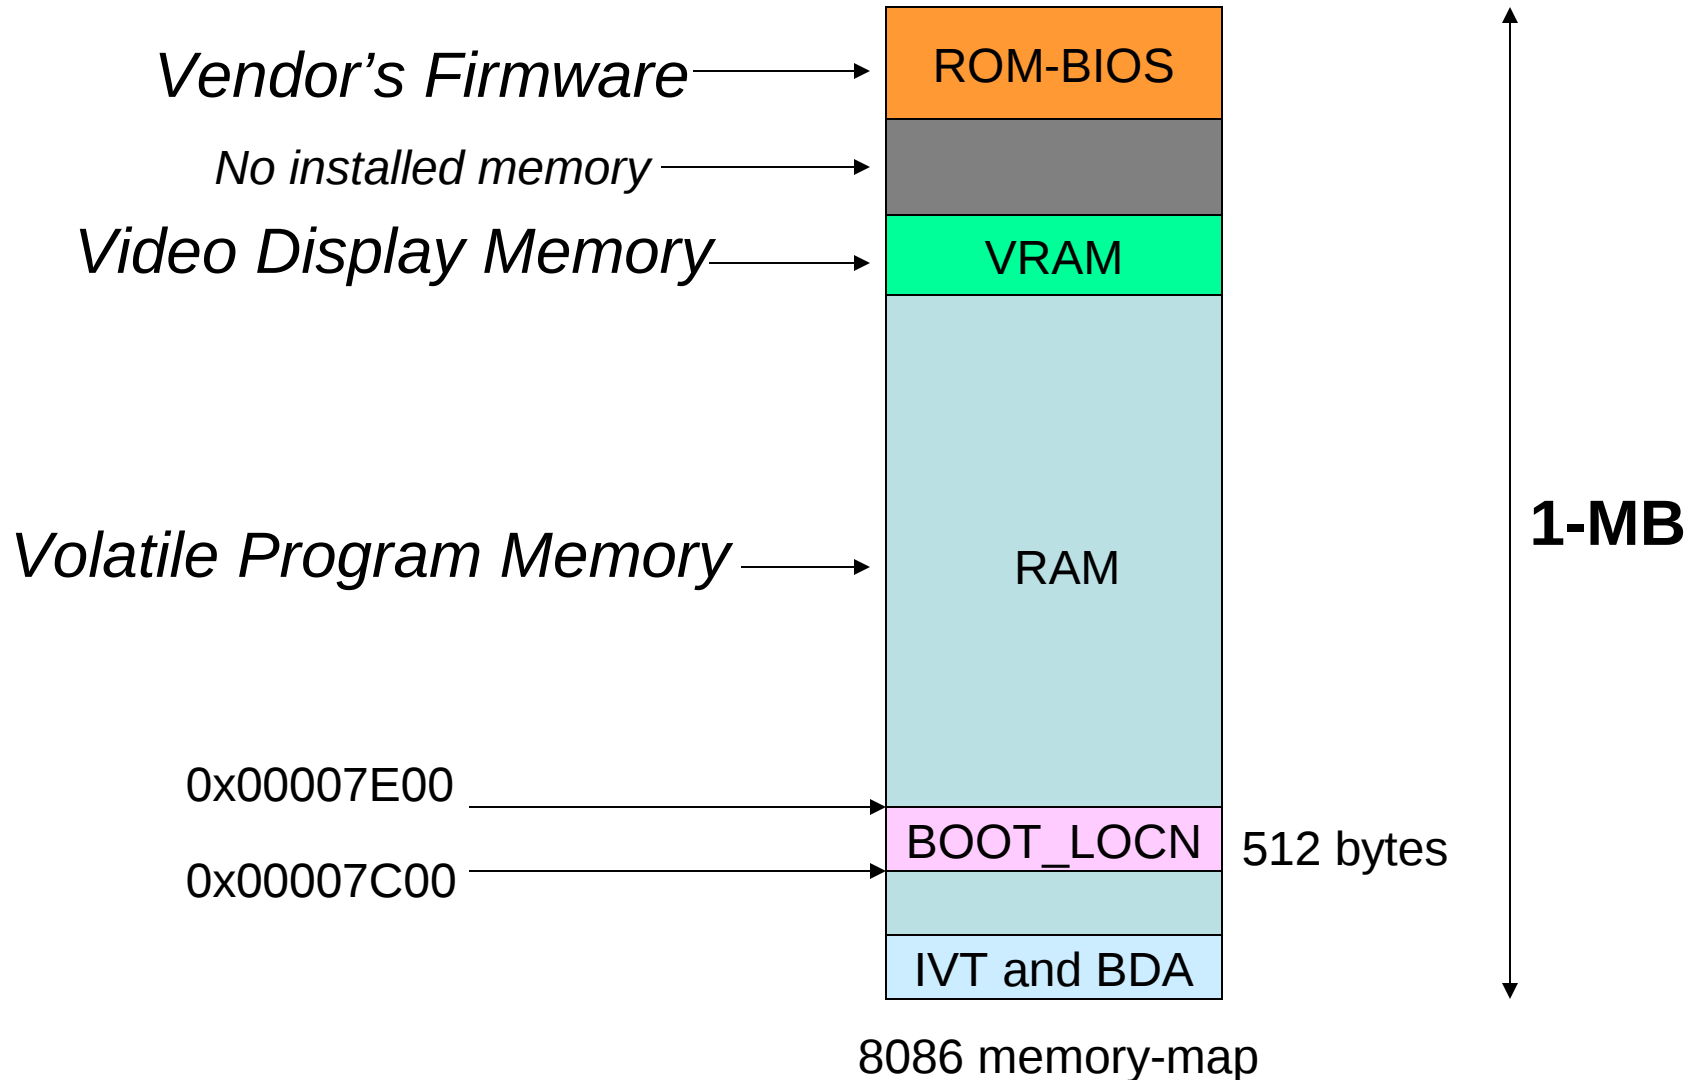 Vendor’s Firmware
ROM-BIOS
No installed memory
Video Display Memory
VRAM
1-MB
Volatile Program Memory
RAM
0x00007E00
BOOT_LOCN
512 bytes
0x00007C00
IVT and BDA
8086 memory-map